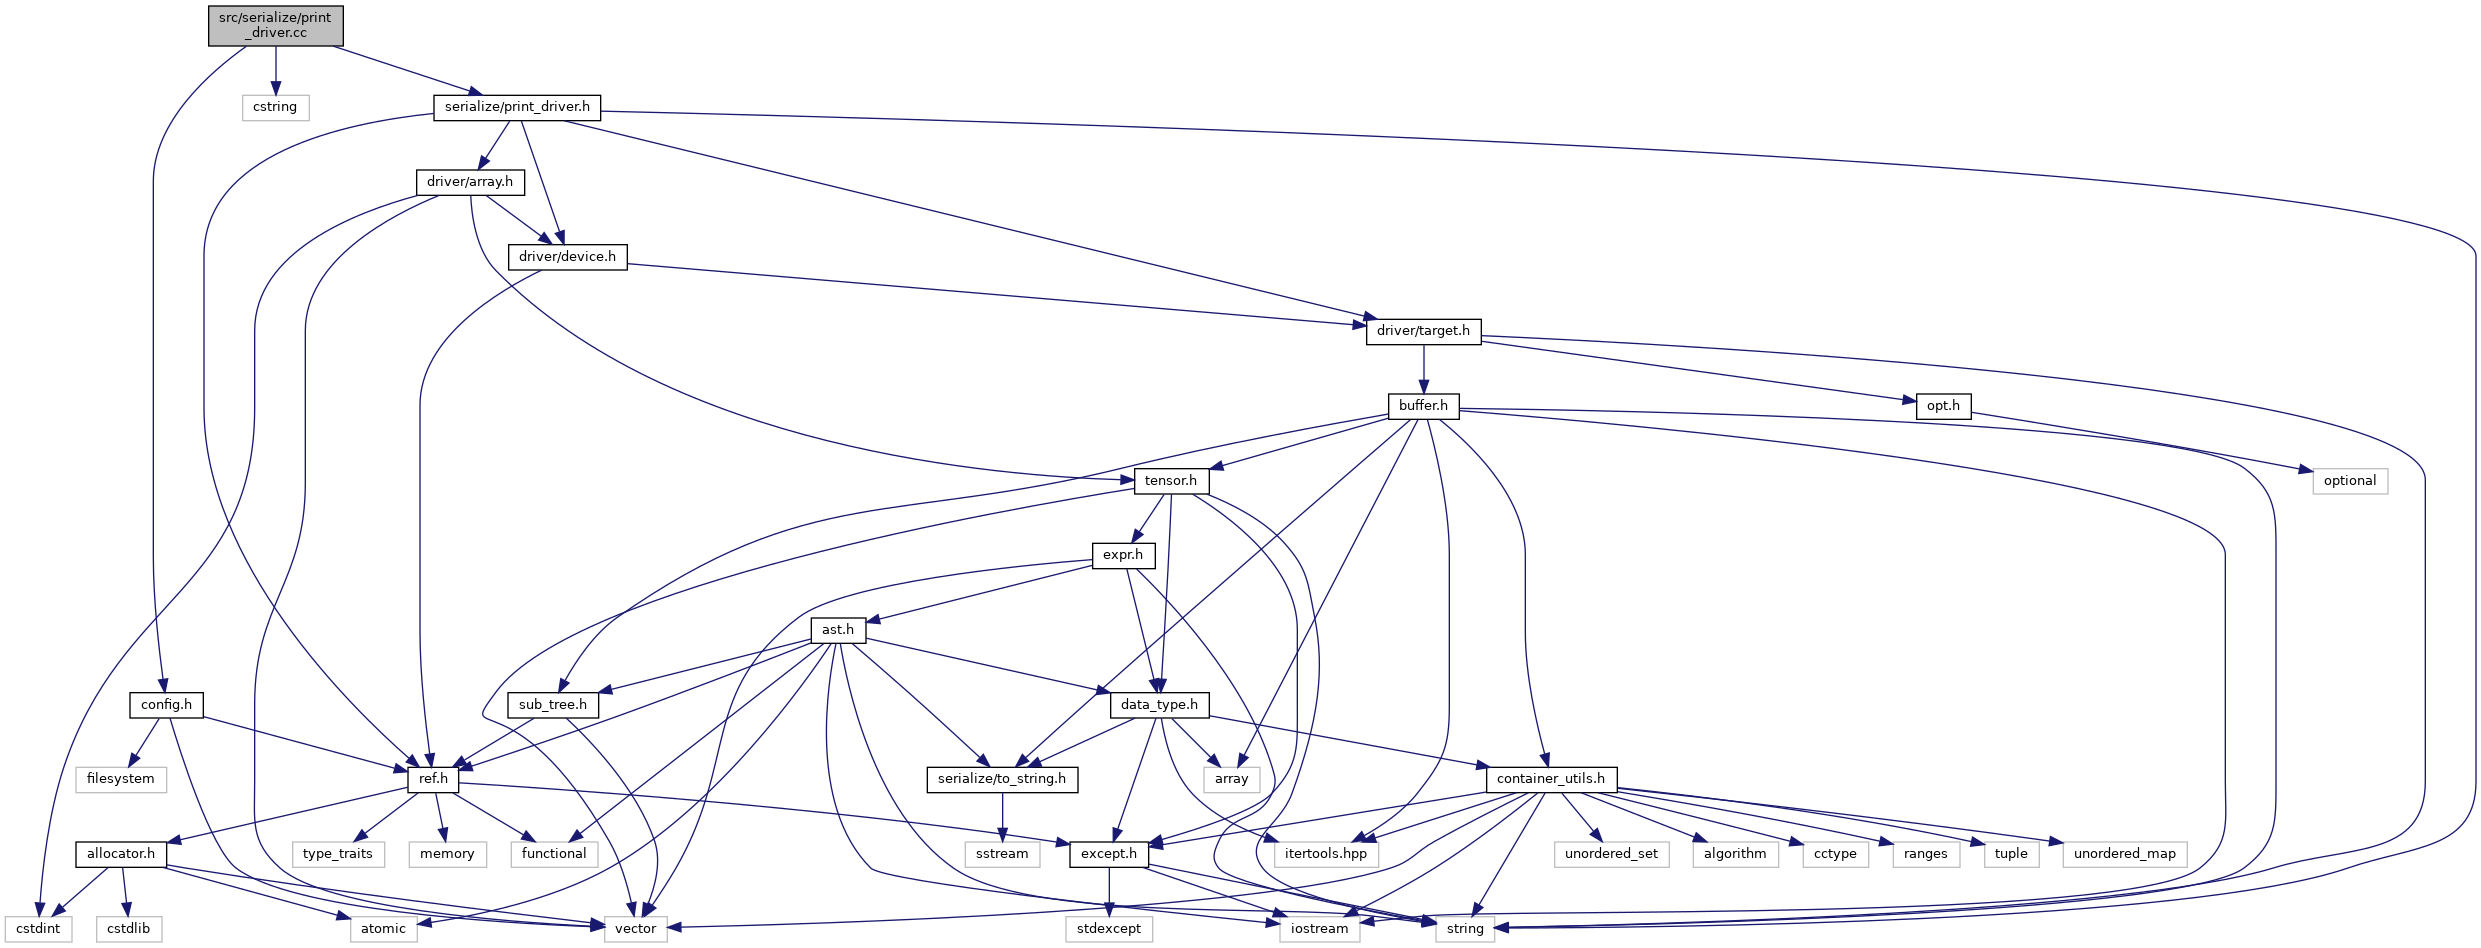 src/serialize/print
_driver.cc
cstring
serialize/print_driver.h
driver/array.h
driver/device.h
driver/target.h
buffer.h
opt.h
tensor.h
optional
expr.h
ast.h
config.h
sub_tree.h
data_type.h
filesystem
ref.h
serialize/to_string.h
array
container_utils.h
allocator.h
type_traits
memory
functional
sstream
except.h
itertools.hpp
unordered_set
algorithm
cctype
ranges
tuple
unordered_map
cstdint
cstdlib
atomic
vector
stdexcept
iostream
string